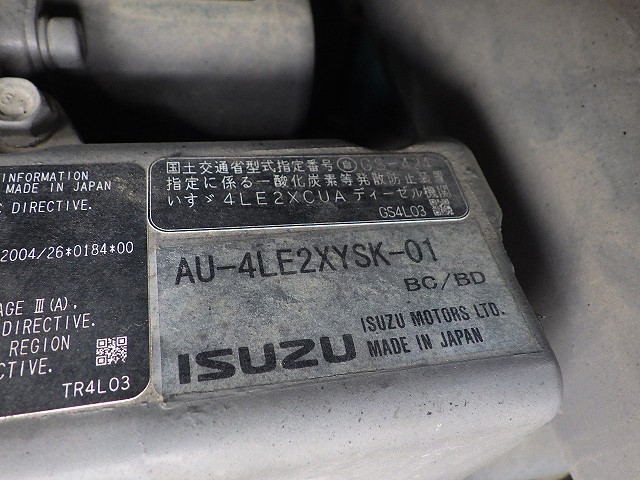 INFORMATION
MADE IN JAPAN
DIRECTIVE.
2004/26*0184*00
AGE Ⅲ(A),
DIRECTIVE.
REGION
CTIVE.
TR4L03
国土交通省型式指定番号
指定に係る一酸化炭素等発散防止装置
いすゞ 4LE2XCUA ディーゼル機関
GS4L03
AU-4LE2XYSK-01
BC/BD
ISUZU
ISUZU MOTORS LTD.
MADE IN JAPAN